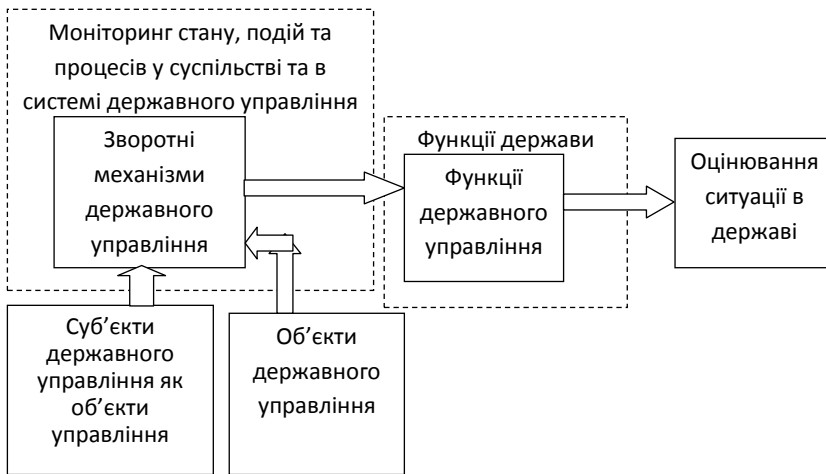 Моніторинг стану, подій та
процесів у суспільстві та в
системі державного управління
Зворотні
механізми
державного
управління
Функції держави
Функції
державного
управління
Оцінювання
ситуації в
державі
Суб’єкти
державного
управління як
об’єкти
управління
Об’єкти
державного
управління